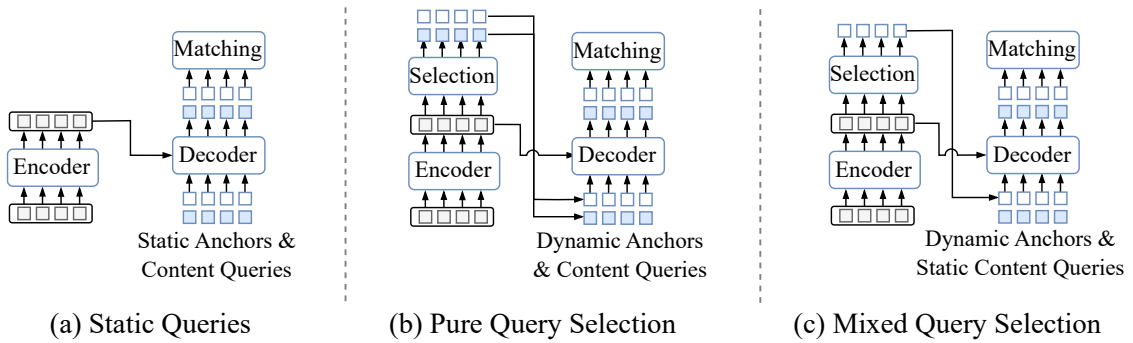 Matching
Encoder
Decoder
Static Anchors &
Content Queries
(a) Static Queries
Selection
Matching
Encoder
Decoder
Dynamic Anchors
& Content Queries
(b) Pure Query Selection
Selection
Matching
Encoder
Decoder
Dynamic Anchors &
Static Content Queries
(c) Mixed Query Selection